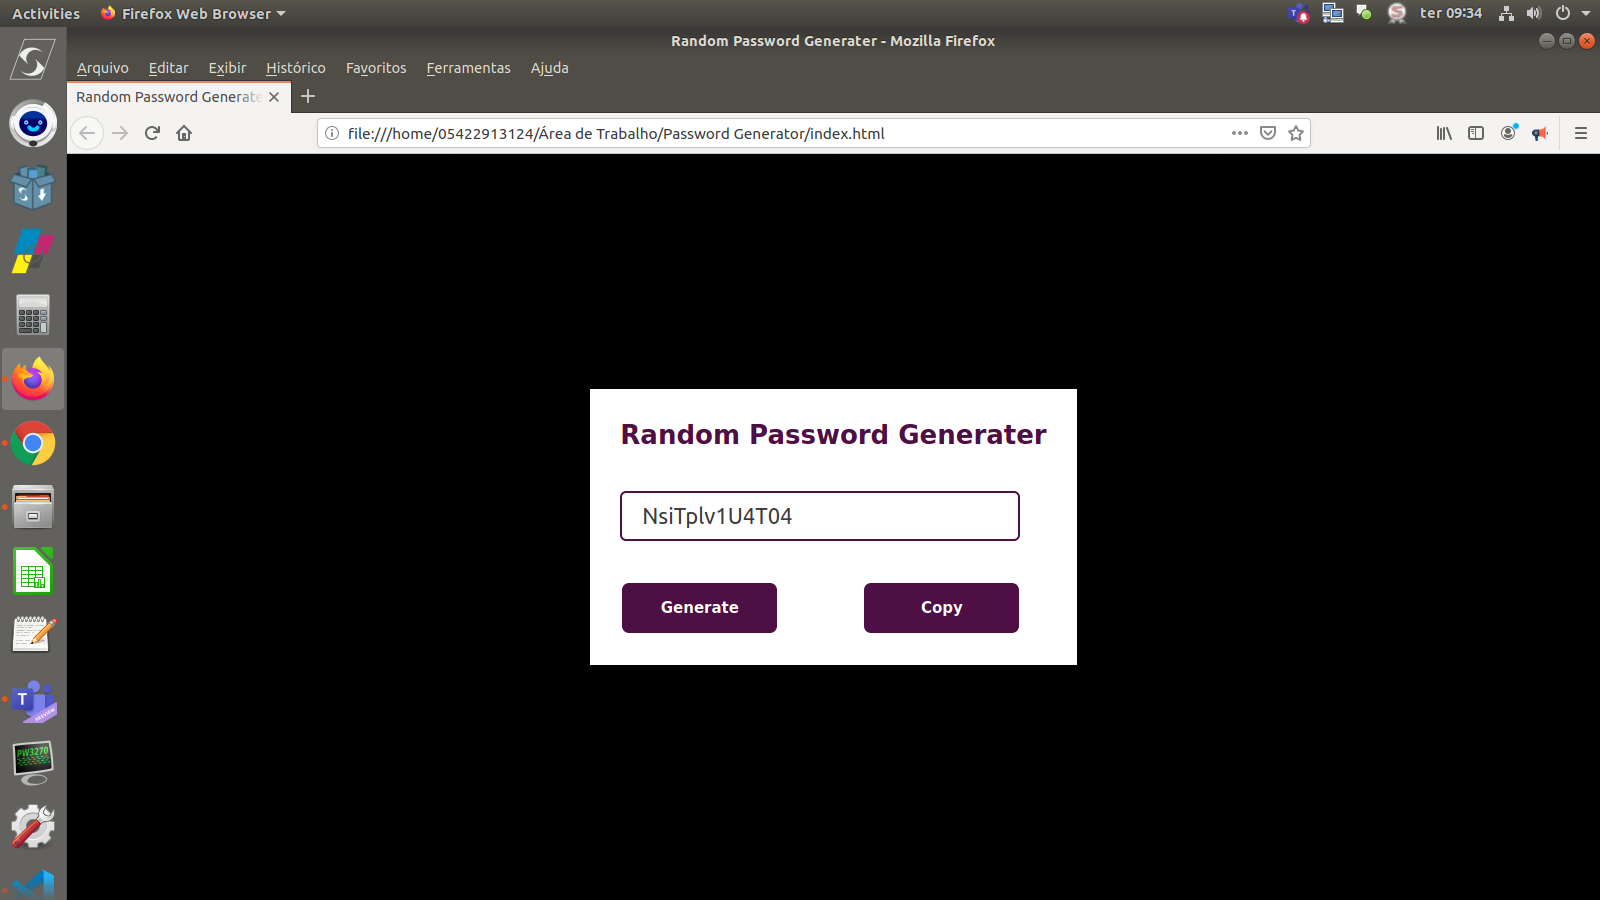 Activities
Firefox Web Browser
ter 09:34
Random Password Generater - Mozilla Firefox
Arquivo Editar Exibir Histórico Favoritos Ferramentas Ajuda
Random Password Generate
file:///home/05422913124/Área de Trabalho/Password Generator/index.html
Random Password Generater
NsiTplv1U4T04
Generate
Copy
T
PREVIEW
PW3270